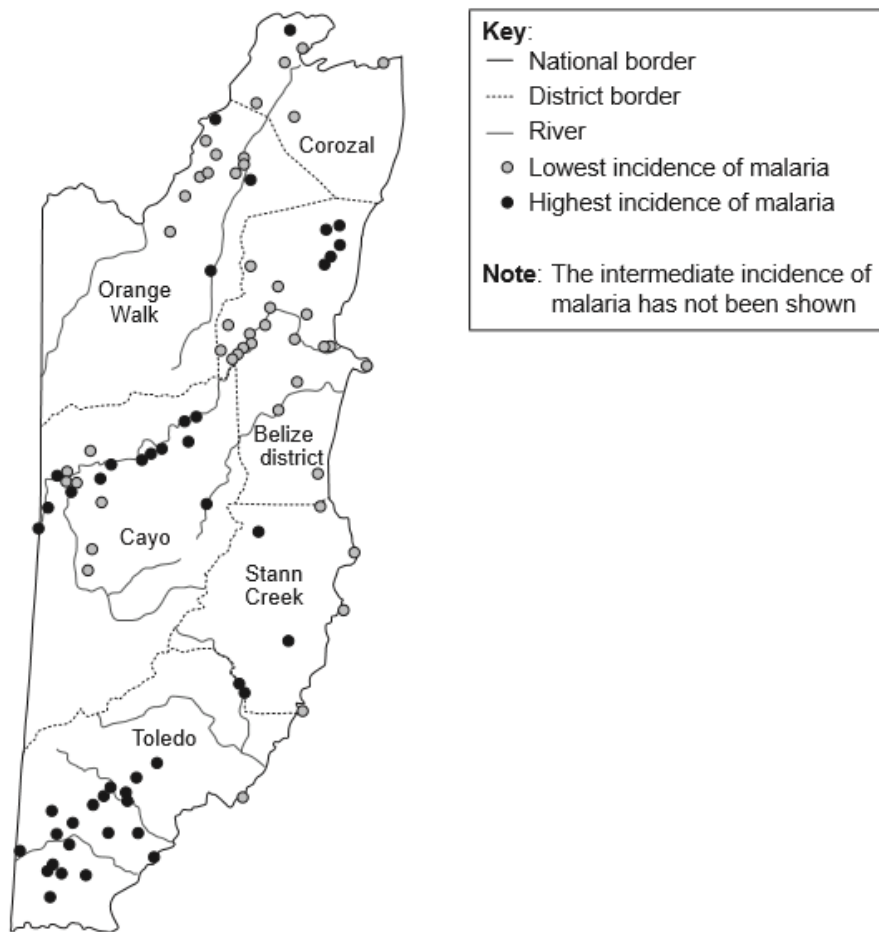 Corozal
Orange
Walk
Belize
district
Cayo
Stann
Creek
Toledo
Key:
National border
District border
River
Lowest incidence of malaria
Highest incidence of malaria
Note: The intermediate incidence of
malaria has not been shown